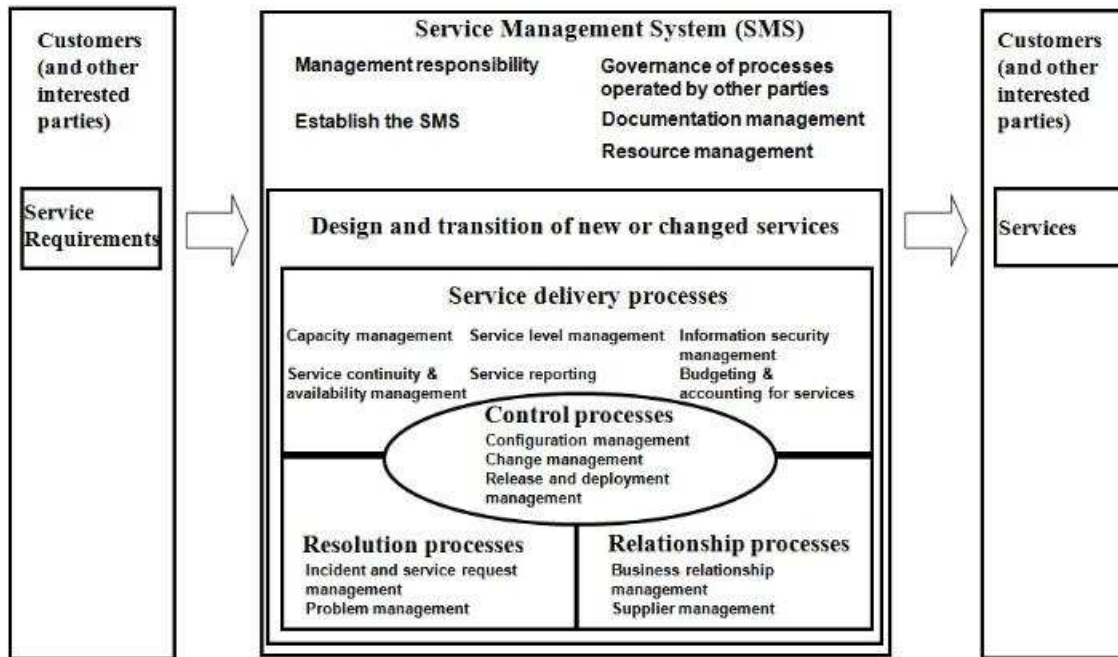 Customers
(and other
interested
parties)
Service
Requirements
Service Management System (SMS)
Management responsibility
Establish the SMS
Governance of processes
operated by other parties
Documentation management
Resource management
Design and transition of new or changed services
Service delivery processes
Capacity management
Service continuity &
availability management
Service level management
Service reporting
Information security
management
Budgeting &
accounting for services
Control processes
Configuration management
Change management
Release and deployment
management
Resolution processes
Incident and service request
management
Problem management
Relationship processes
Business relationship
management
Supplier management
Customers
(and other
interested
parties)
Services